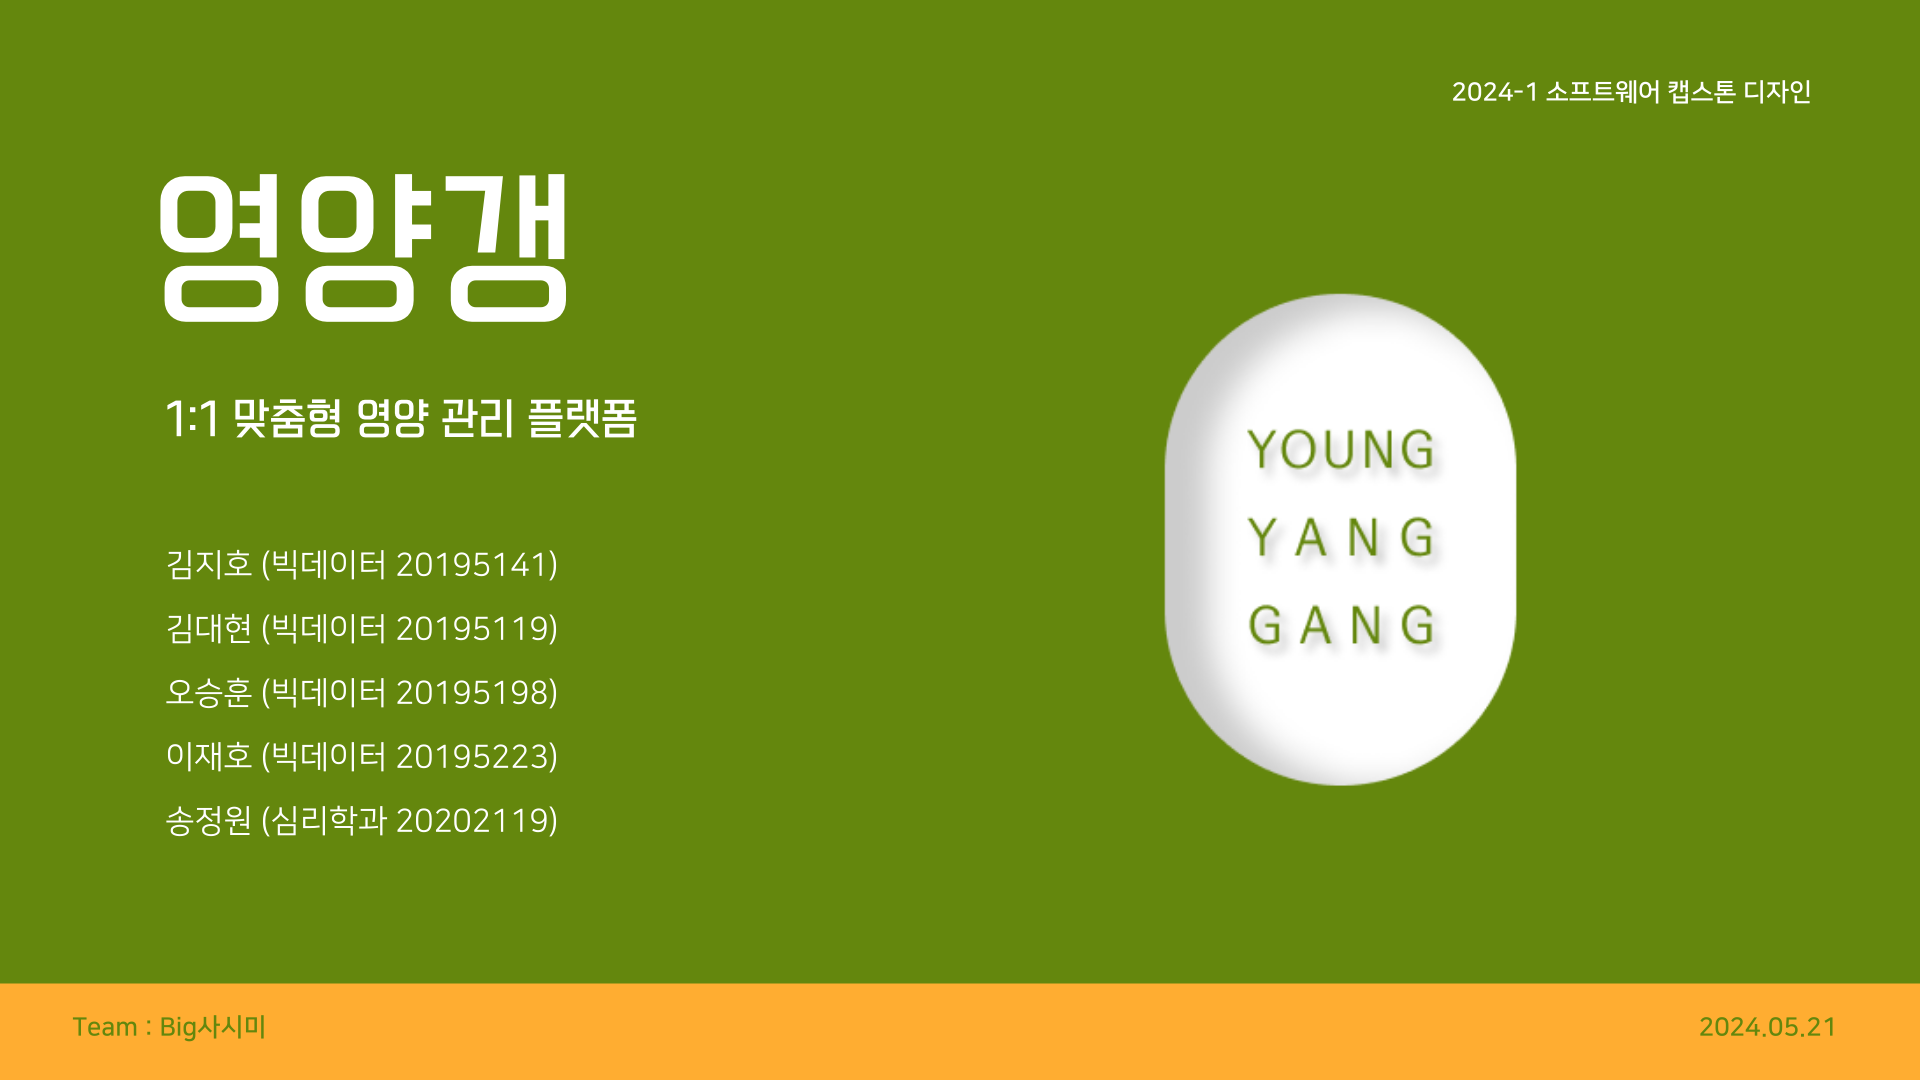 2024-1 소프트웨어 캡스톤 디자인
영양갱
1:1 맞춤형 영양 관리 플랫폼
김지호 (빅데이터 20195141)
김대현 (빅데이터 20195119)
오승훈 (빅데이터 20195198)
이재호 (빅데이터 20195223)
송정원 (심리학과 20202119)
YOUNG
YANG
GANG
Team : Big사시미
2024.05.21